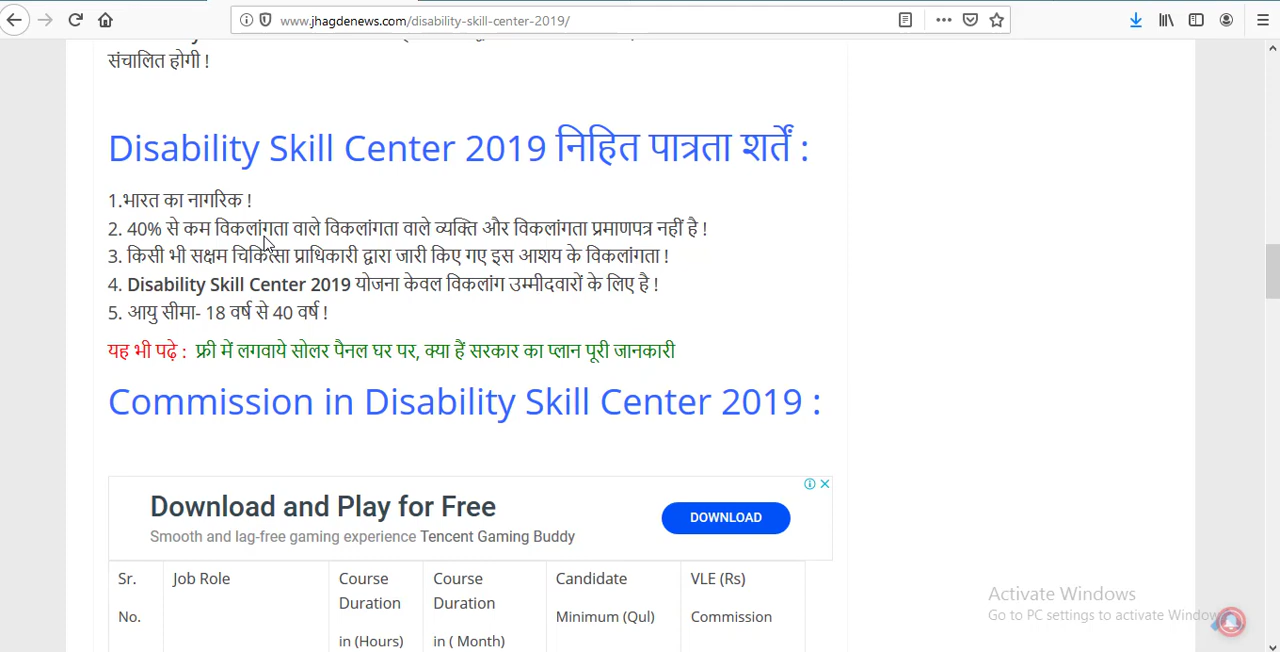 www.jhagdenews.com/disability-skill-center-2019/
संचालित होगी !
Disability Skill Center 2019 निहित पात्रता शर्तें :
1.भारत का नागरिक !
2. 40% से कम विकलांगता वाले विकलांगता वाले व्यक्ति और विकलांगता प्रमाणपत्र नहीं है !
3. किसी भी सक्षम चिकित्सा प्राधिकारी द्वारा जारी किए गए इस आशय के विकलांगता !
4. Disability Skill Center 2019 योजना केवल विकलांग उम्मीदवारों के लिए है !
5. आयु सीमा- 18 वर्ष से 40 वर्ष !
यह भी पढ़े : फ्री में लगवाये सोलर पैनल घर पर, क्या हैं सरकार का प्लान पूरी जानकारी
Commission in Disability Skill Center 2019 :
Download and Play for Free
Smooth and lag-free gaming experience Tencent Gaming Buddy
DOWNLOAD
Sr. Job Role Course Course Candidate VLE (Rs)
Duration Duration
No. Minimum (Qul) Commission
in (Hours) in ( Month)
Activate Windows
Go to PC settings to activate Window